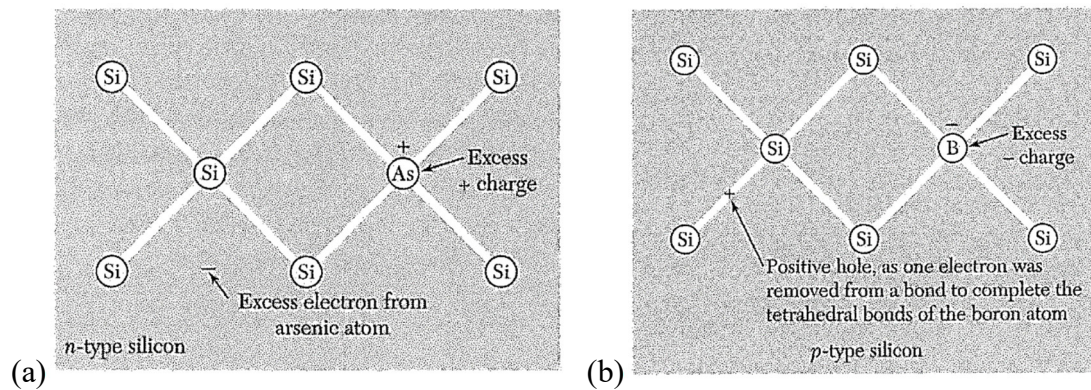 Si
Si
Si
Si
+
As
Excess
+ charge
Si
−
Si
Si
Excess electron from
arsenic atom
n-type silicon
(a)
Si
Si
Si
Si
−
B
Excess
− charge
+
Si
Si
Si
Positive hole, as one electron was
removed from a bond to complete the
tetrahedral bonds of the boron atom
p-type silicon
(b)